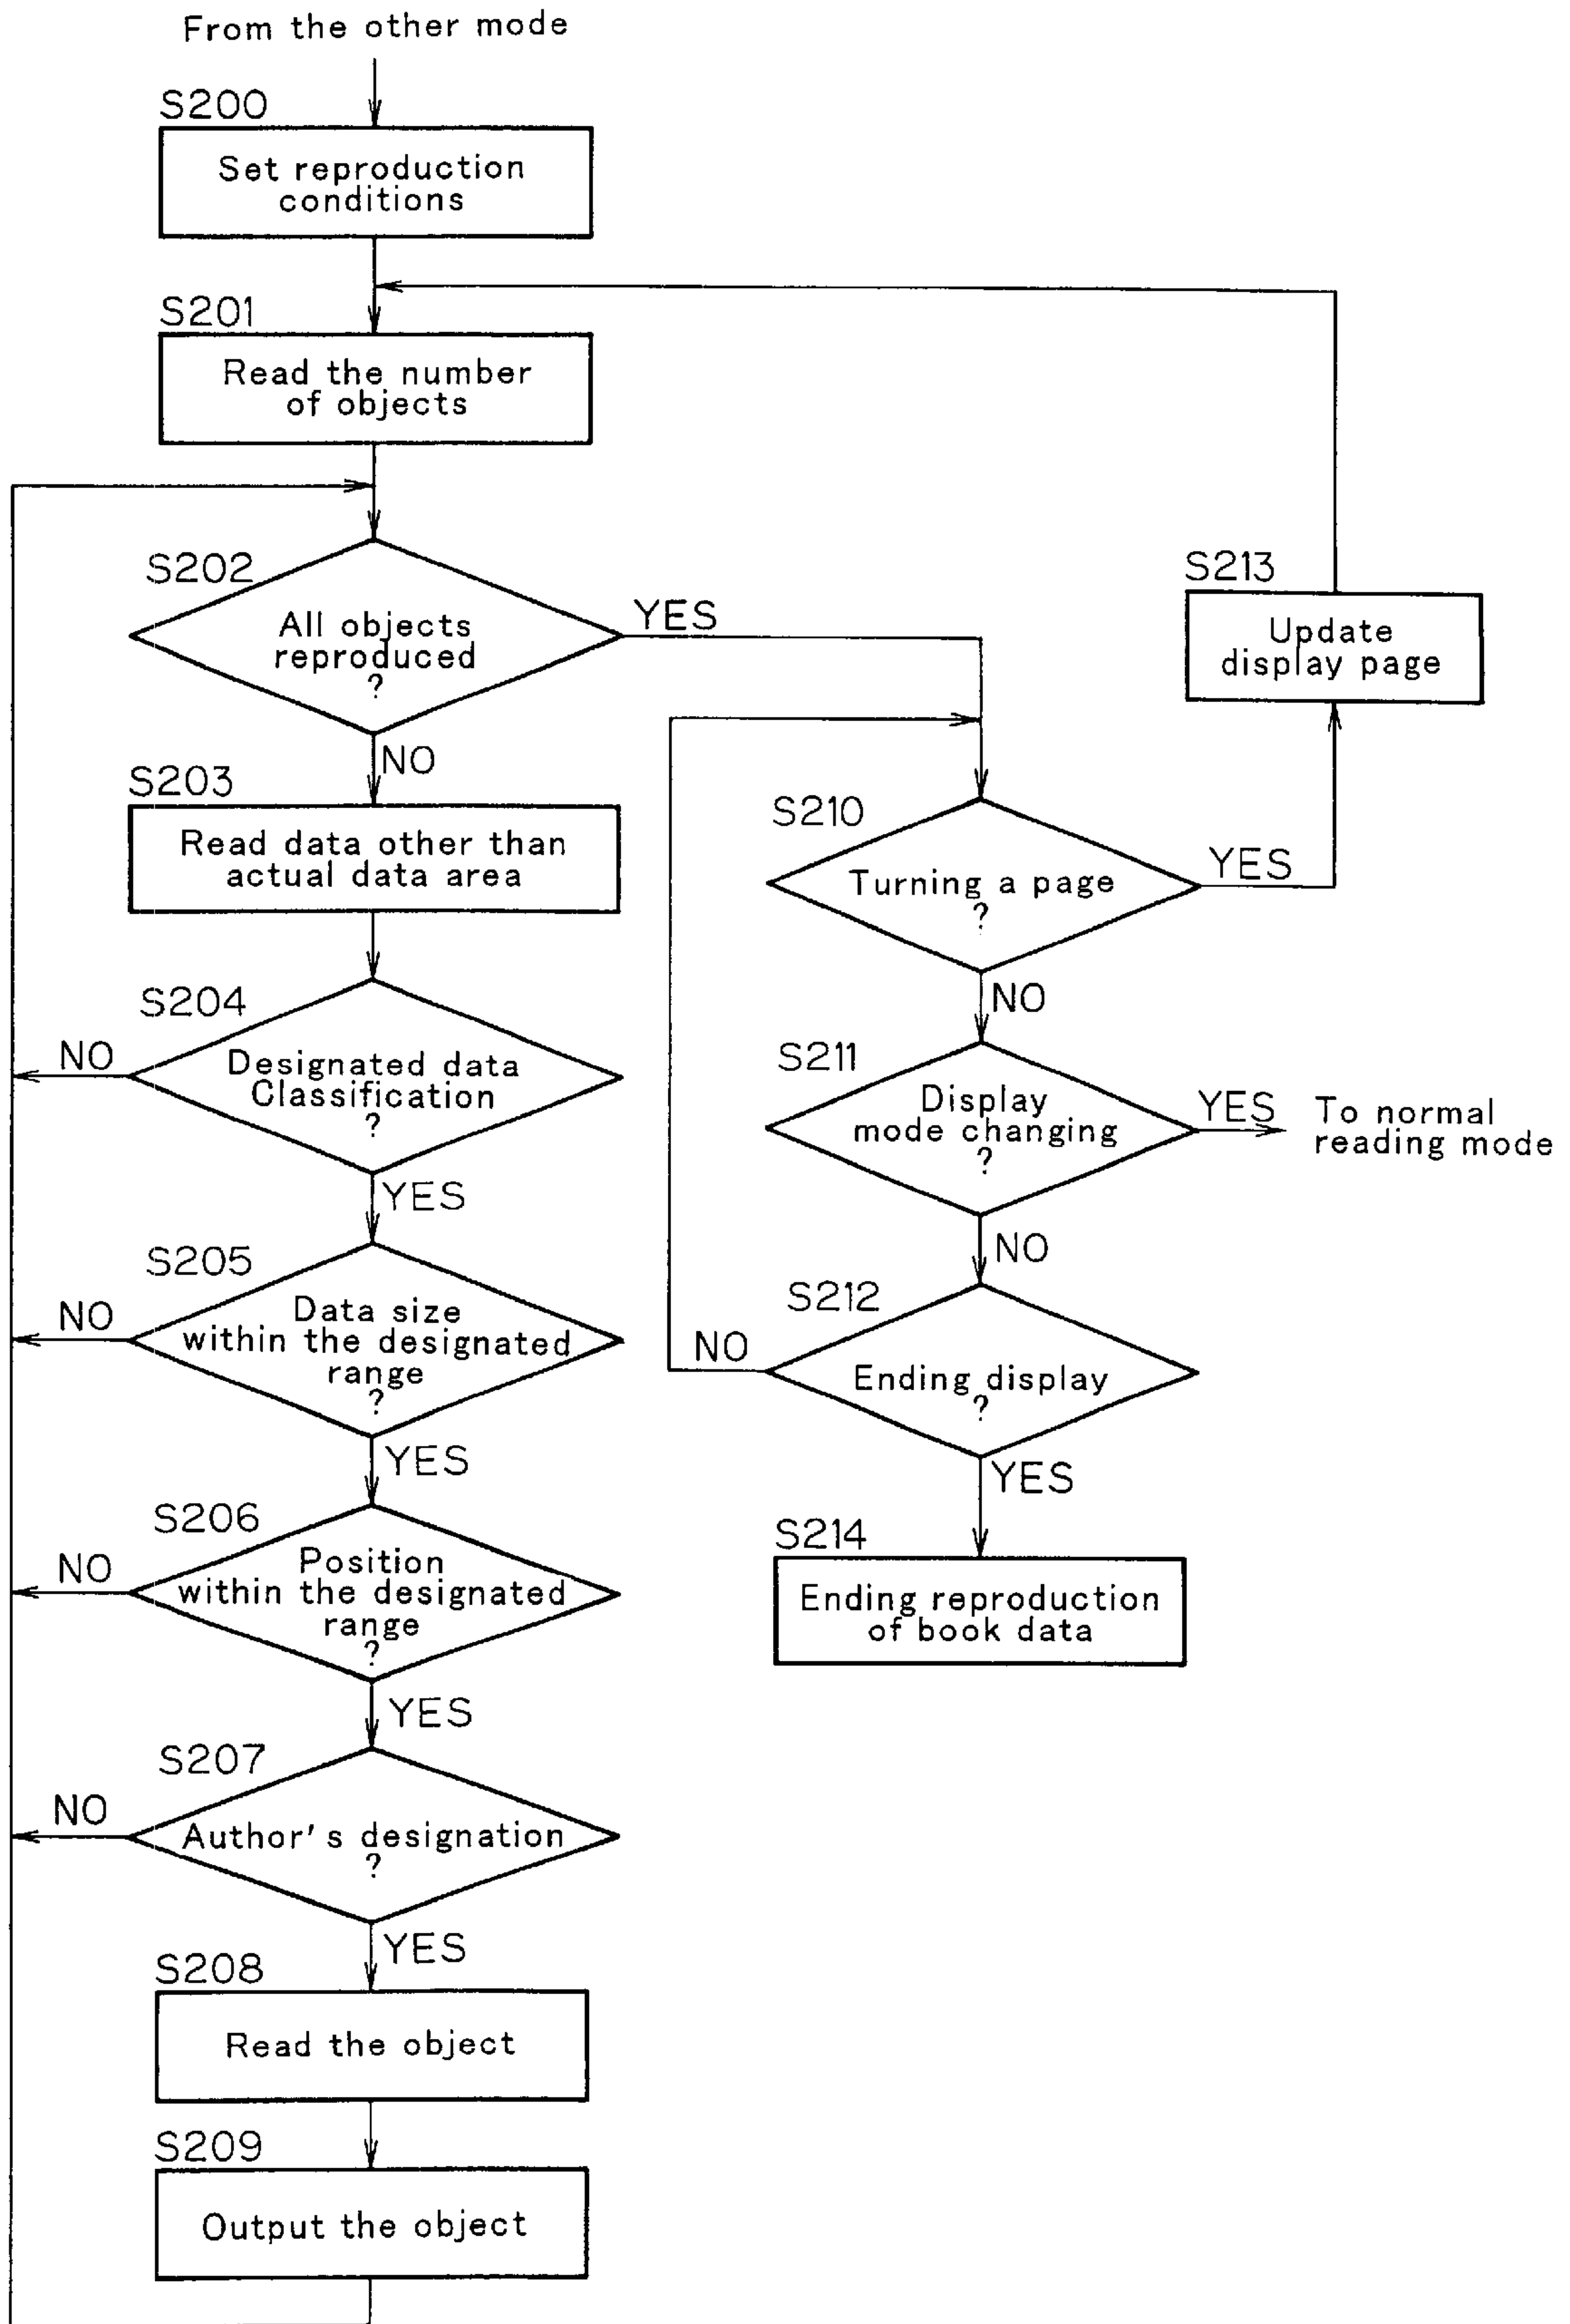 From the other mode
S200
Set reproduction
conditions
S201
Read the number
of objects
S202
All objects
reproduced
?
YES
NO
S203
Read data other than
actual data area
S204
NO
Designated data
Classification
?
YES
S205
NO
Data size
within the designated
range
?
YES
S206
NO
Position
within the designated
range
?
YES
S207
NO
Author's designation
?
YES
S208
Read the object
S209
Output the object
S210
Turning a page
?
YES
NO
S211
Display
mode changing
?
YES
To normal
reading mode
NO
S212
NO
Ending display
?
YES
S213
Update
display page
S214
Ending reproduction
of book data